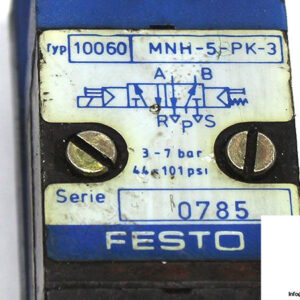 Typ 10060 MNH-5-PK-3
A B
R P S
3-7 bar
44-101 psi
Serie 0785
FESTO